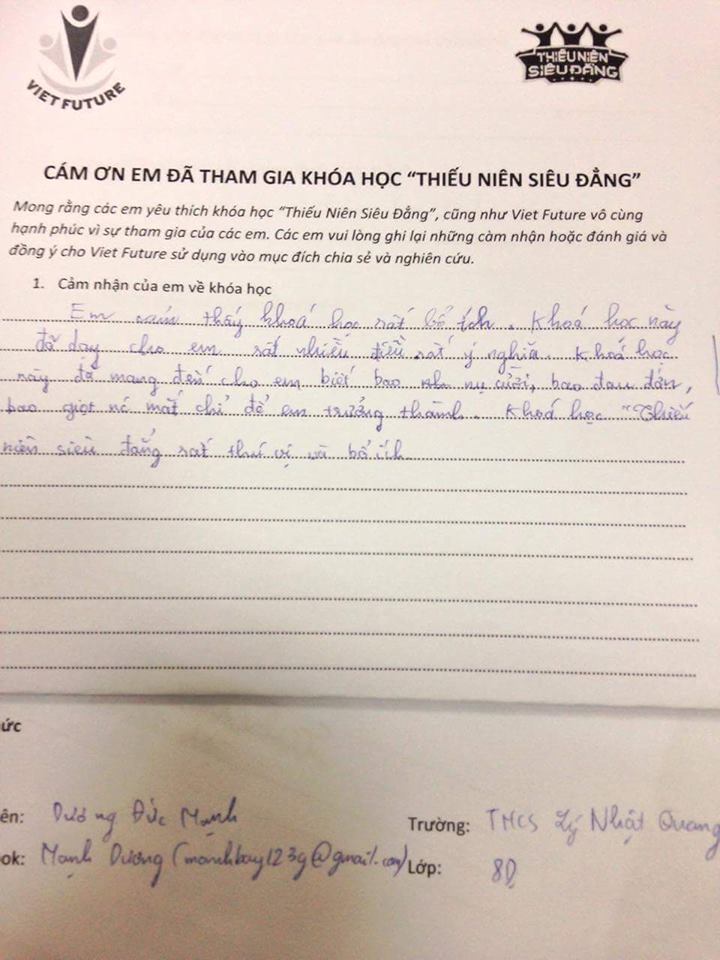 VIET FUTURE
THIẾU NIÊN
SIÊU ĐẲNG
CÁM ƠN EM ĐÃ THAM GIA KHÓA HỌC “THIẾU NIÊN SIÊU ĐẲNG”
Mong rằng các em yêu thích khóa học “Thiếu Niên Siêu Đẳng”, cũng như Viet Future vô cùng
hạnh phúc vì sự tham gia của các em. Các em vui lòng ghi lại những càm nhận hoặc đánh giá và
đồng ý cho Viet Future sử dụng vào mục đích chia sẻ và nghiên cứu.
1. Cảm nhận của em về khóa học
Em thấy khoá học rất bổ ích. Khoá học này
đã dạy cho em rất nhiều điều rất ý nghĩa. Khoá học
này đã mang đến cho em biết bao nụ cười, bao đau đớn,
bao giọt nc mắt chỉ để em trưởng thành. Khoá học "Thiếu
niên siêu đẳng rất thú vị và bổ ích.
ức
ên: Dương Đức Mạnh
Trường: THCS Lý Nhật Quang
ok: Mạnh Dương (manhbay123g@gmail.com)
Lớp: 8D